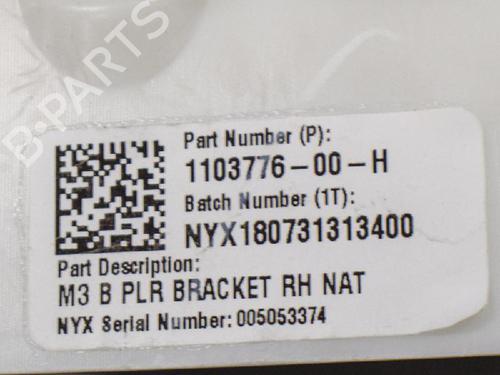 B-PARTS
Part Number (P):
1103776-00-H
Batch Number (1T):
NYX180731313400
Part Description:
M3 B PLR BRACKET RH NAT
NYX Serial Number: 005053374